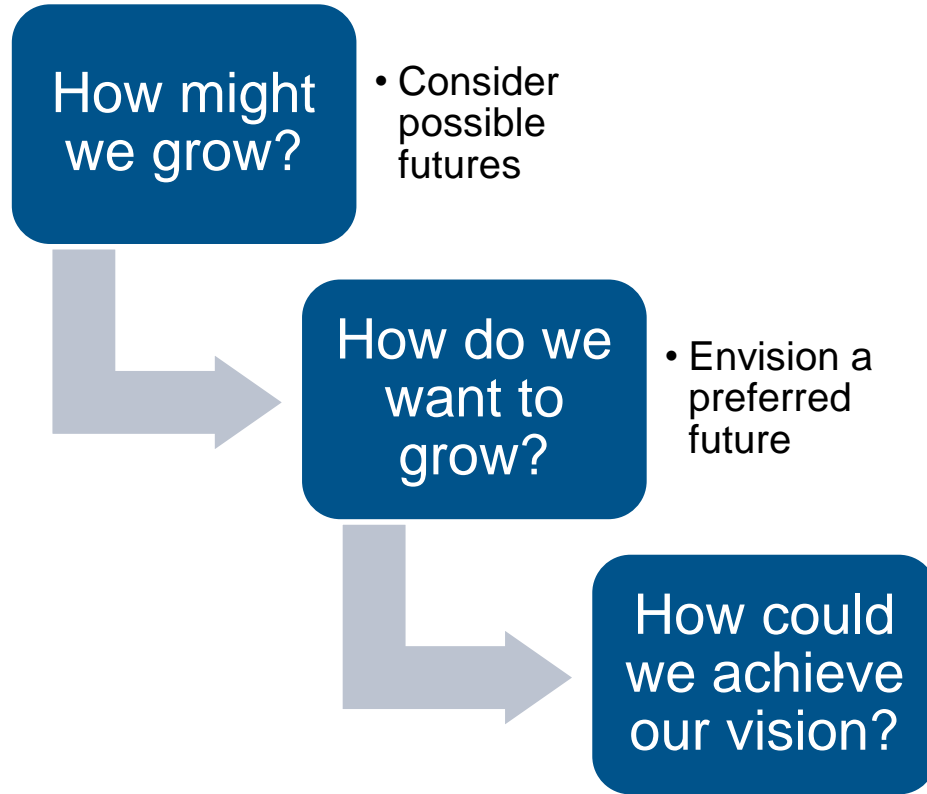 How might
we grow?
• Consider
possible
futures
How do we
want to
grow?
• Envision a
preferred
future
How could
we achieve
our vision?